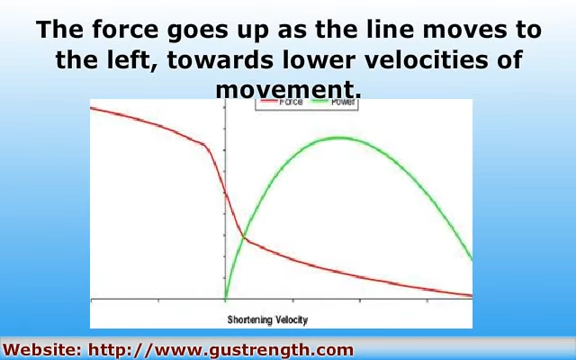 The force goes up as the line moves to
the left, towards lower velocities of
movement.
Force Power
Shortening Velocity
Website: http://www.gustrength.com